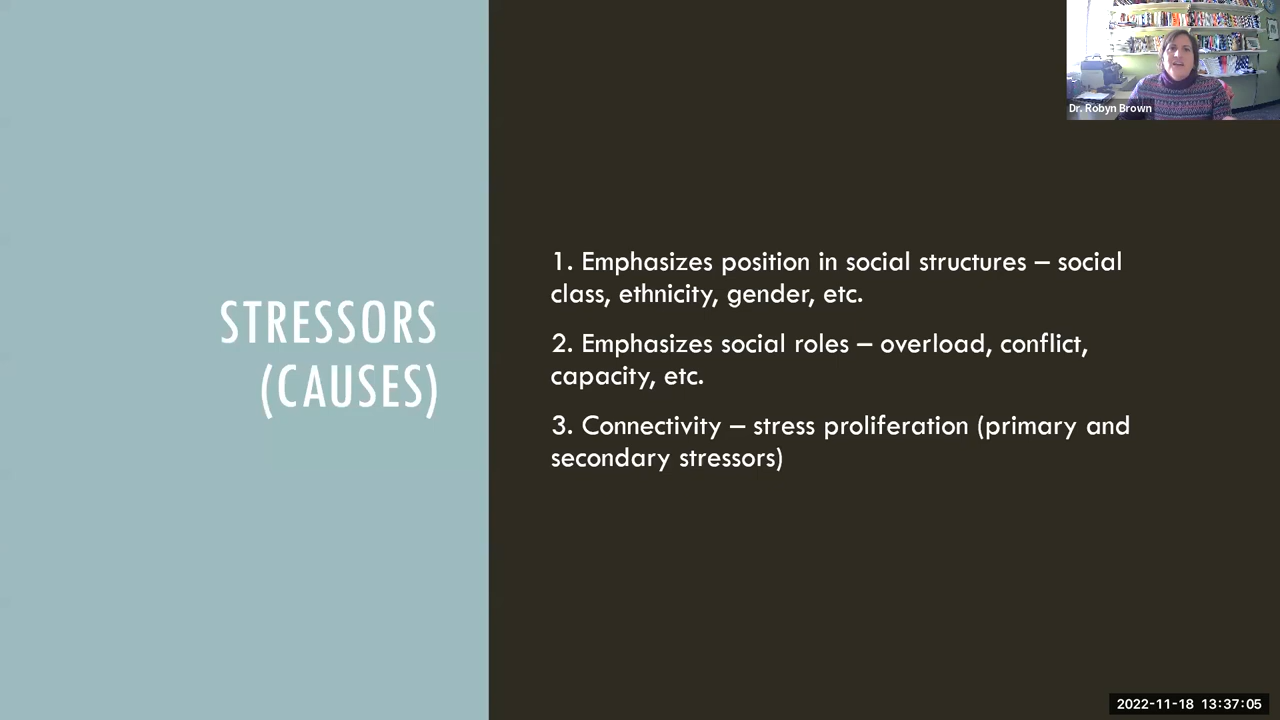 STRESSORS
(CAUSES)
1. Emphasizes position in social structures – social
class, ethnicity, gender, etc.
2. Emphasizes social roles – overload, conflict,
capacity, etc.
3. Connectivity – stress proliferation (primary and
secondary stressors)
Dr. Robyn Brown
2022-11-18 13:37:05